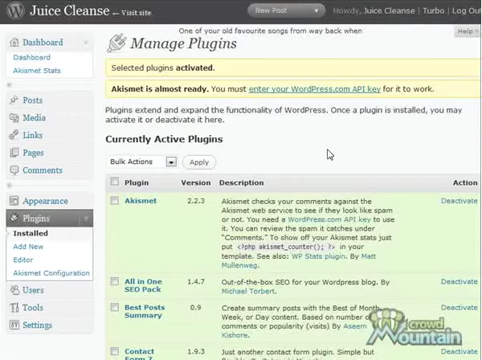 Juice Cleanse ← Visit site
New Post
Howdy, Juice Cleanse | Turbo | Log Out
One of your old favourite songs from way back when
Help
Manage Plugins
Selected plugins activated.
Akismet is almost ready. You must enter your WordPress.com API key for it to work.
Plugins extend and expand the functionality of WordPress. Once a plugin is installed, you may
activate it or deactivate it here.
Currently Active Plugins
Bulk Actions
Apply
Plugin Version Description Action
Akismet 2.2.3 Akismet checks your comments against the Deactivate
Akismet web service to see if they look like spam
or not. You need a WordPress.com API key to use
it. You can review the spam it catches under
"Comments." To show off your Akismet stats just
put <?php akismet_counter(); ?> in your
template. See also: WP Stats plugin. By Matt
Mullenweg.
All in One
SEO Pack
1.4.7
Out-of-box SEO for your WordPress blog. By
Michael Torbert.
Deactivate
Best Posts
Summary
0.9
Create summary posts with the Best of Month,
Week, or Day content. Based on number of
comments or popularity (visits) By Aseem
Kishore.
Deactivate
Contact
Form 7
1.9.3
Just another contact form plugin. Simple but
Deactivate
Dashboard
Dashboard
Akismet Stats
Posts
Media
Links
Pages
Comments
Appearance
Plugins
Installed
Add New
Editor
Akismet Configuration
Users
Tools
Settings
crowd
Mountain